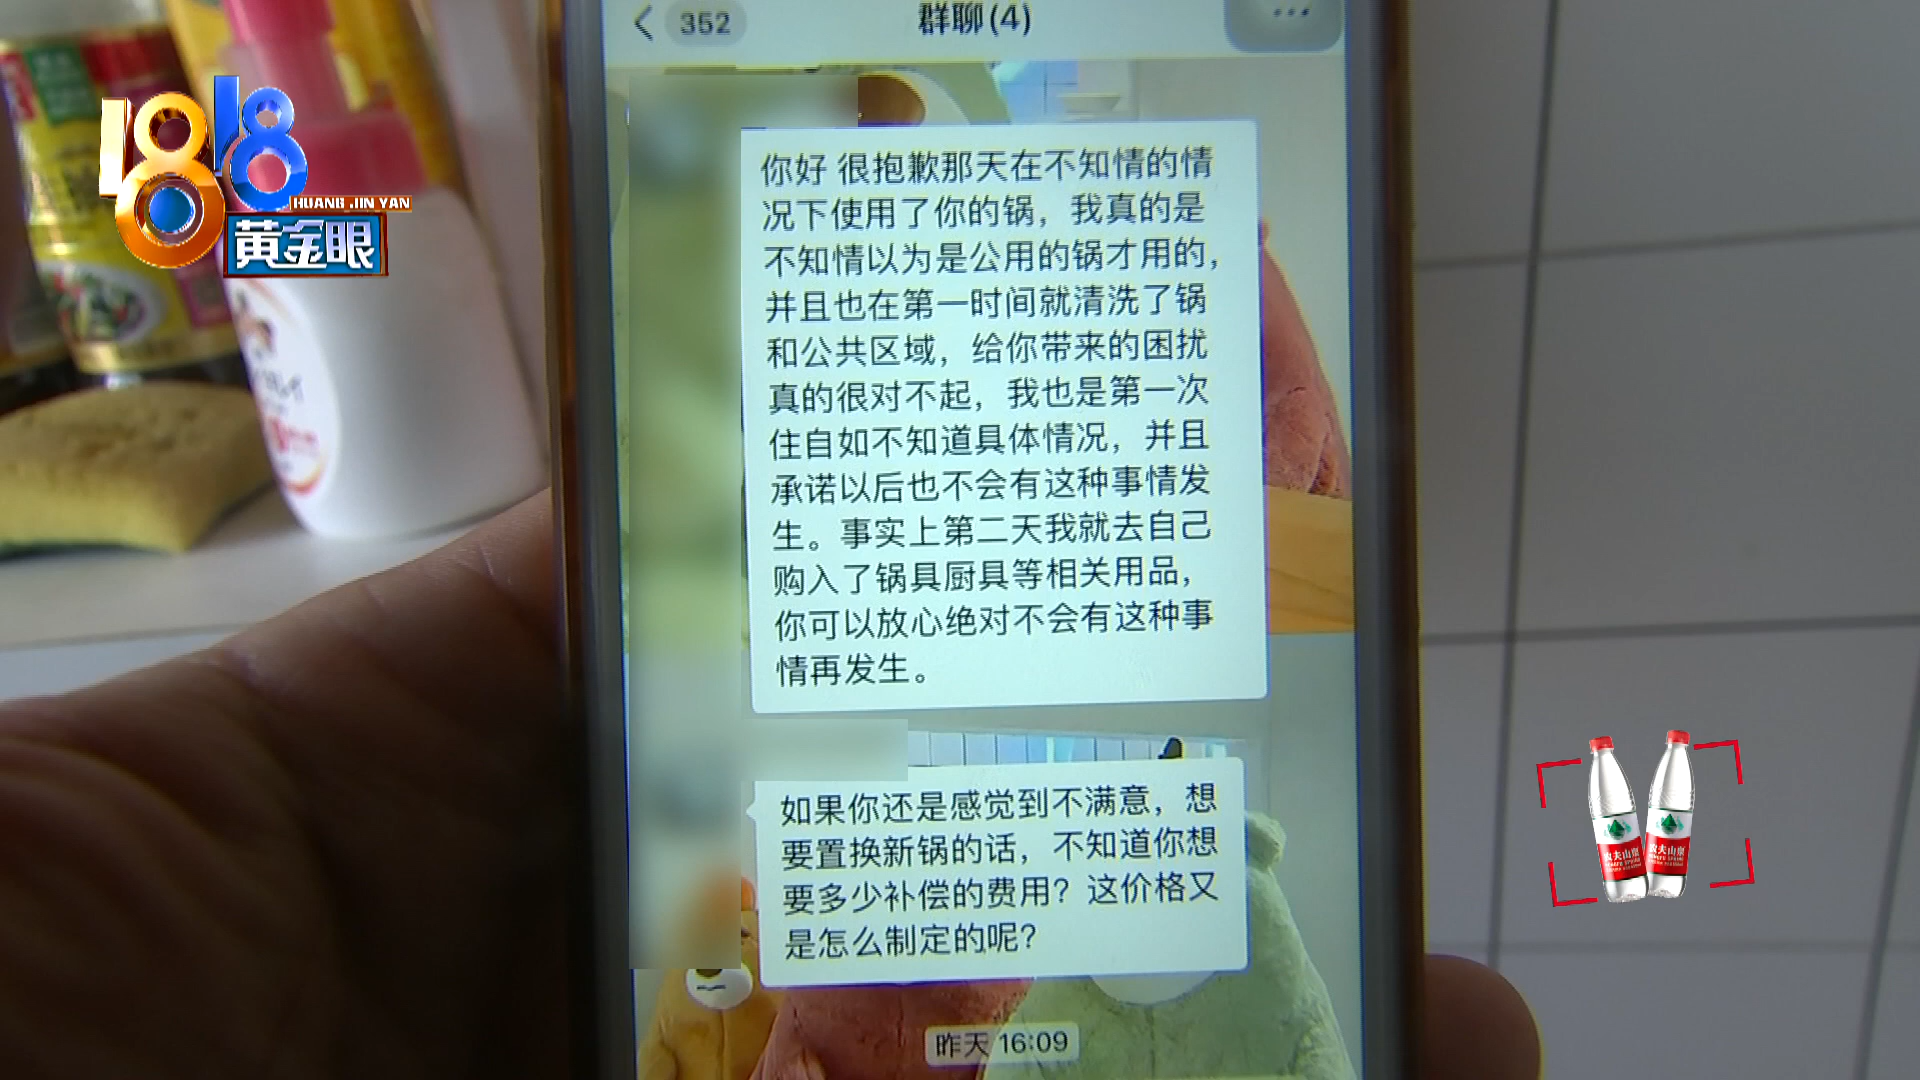 352
群聊(4)
1818
HUANG JIN YAN
黄金眼
你好 很抱歉那天在不知情的情
况下使用了你的锅，我真的是
不知情以为是公用的锅才用的，
并且也在第一时间就清洗了锅
和公共区域，给你带来的困扰
真的很对不起，我也是第一次
住自如不知道具体情况，并且
承诺以后也不会有这种事情发
生。事实上第二天我就去自己
购入了锅具厨具等相关用品，
你可以放心绝对不会有这种事
情再发生。
如果你还是感觉到不满意，想
要置换新锅的话，不知道你想
要多少补偿的费用？这价格又
是怎么制定的呢？
昨天 16:09
农夫山泉
农夫山泉